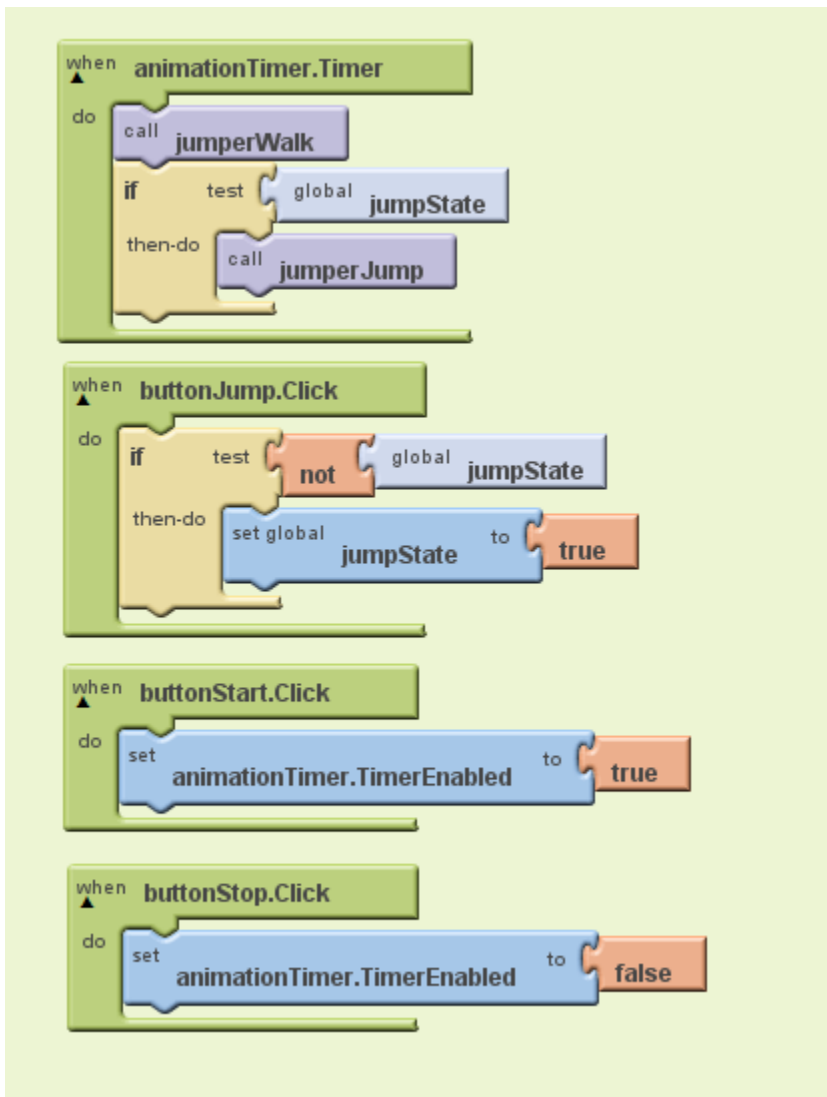 when animationTimer.Timer
do
call jumperWalk
if test global jumpState
then-do call jumperJump
when buttonJump.Click
do
if test not global jumpState
then-do set global jumpState to true
when buttonStart.Click
do set animationTimer.TimerEnabled to true
when buttonStop.Click
do set animationTimer.TimerEnabled to false